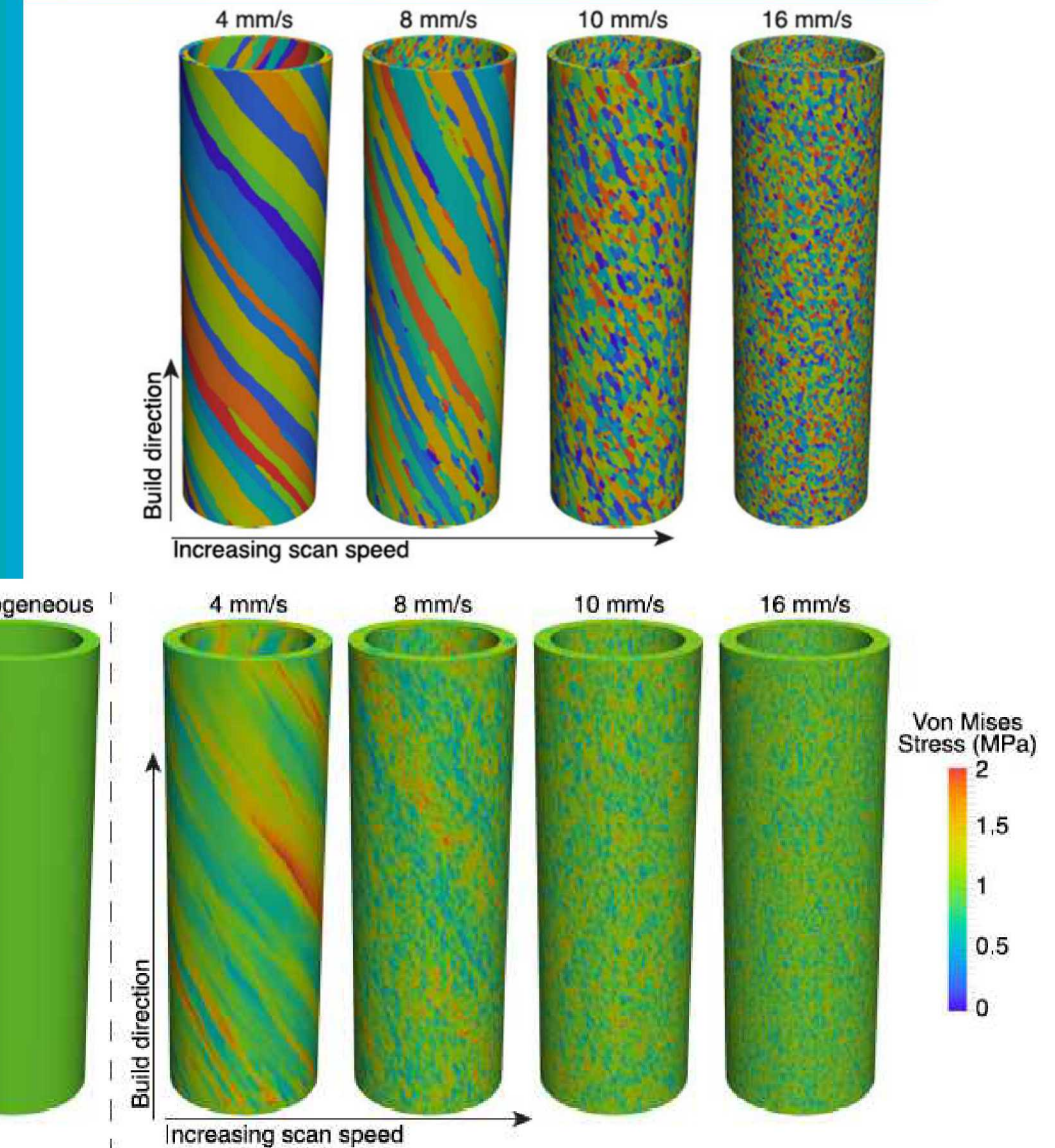 4 mm/s 8 mm/s 10 mm/s 16 mm/s
Build direction
Increasing scan speed
4 mm/s 8 mm/s 10 mm/s 16 mm/s
Von Mises
Stress (MPa)
2
1.5
1
0.5
0
Build direction
Increasing scan speed